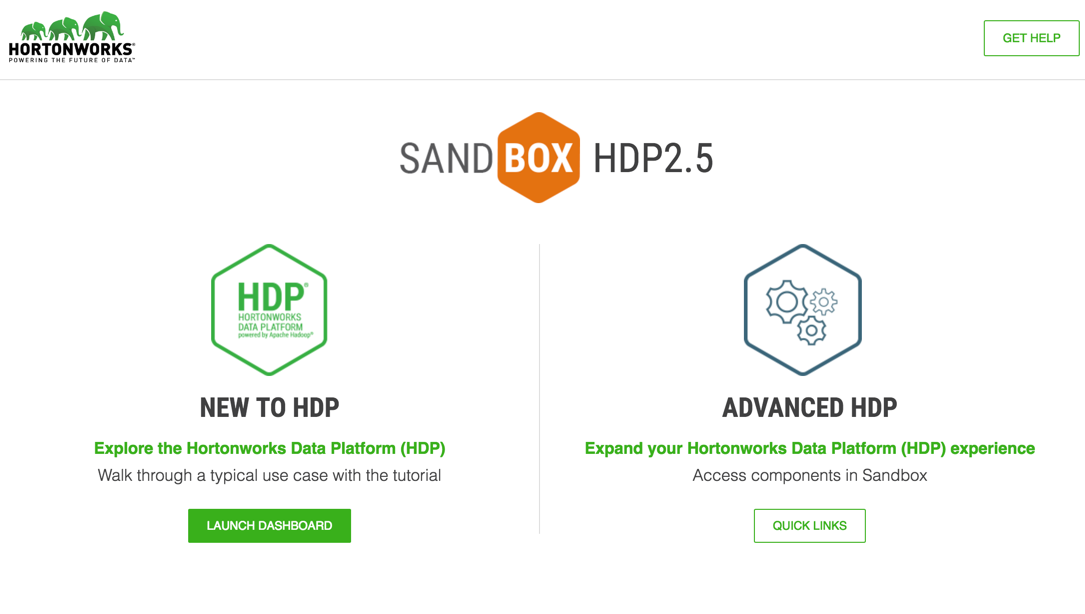 HORTONWORKS®
POWERING THE FUTURE OF DATA™
GET HELP
SANDBOX HDP2.5
HDP®
HORTONWORKS
DATA PLATFORM
powered by Apache Hadoop®
NEW TO HDP
Explore the Hortonworks Data Platform (HDP)
Walk through a typical use case with the tutorial
LAUNCH DASHBOARD
ADVANCED HDP
Expand your Hortonworks Data Platform (HDP) experience
Access components in Sandbox
QUICK LINKS